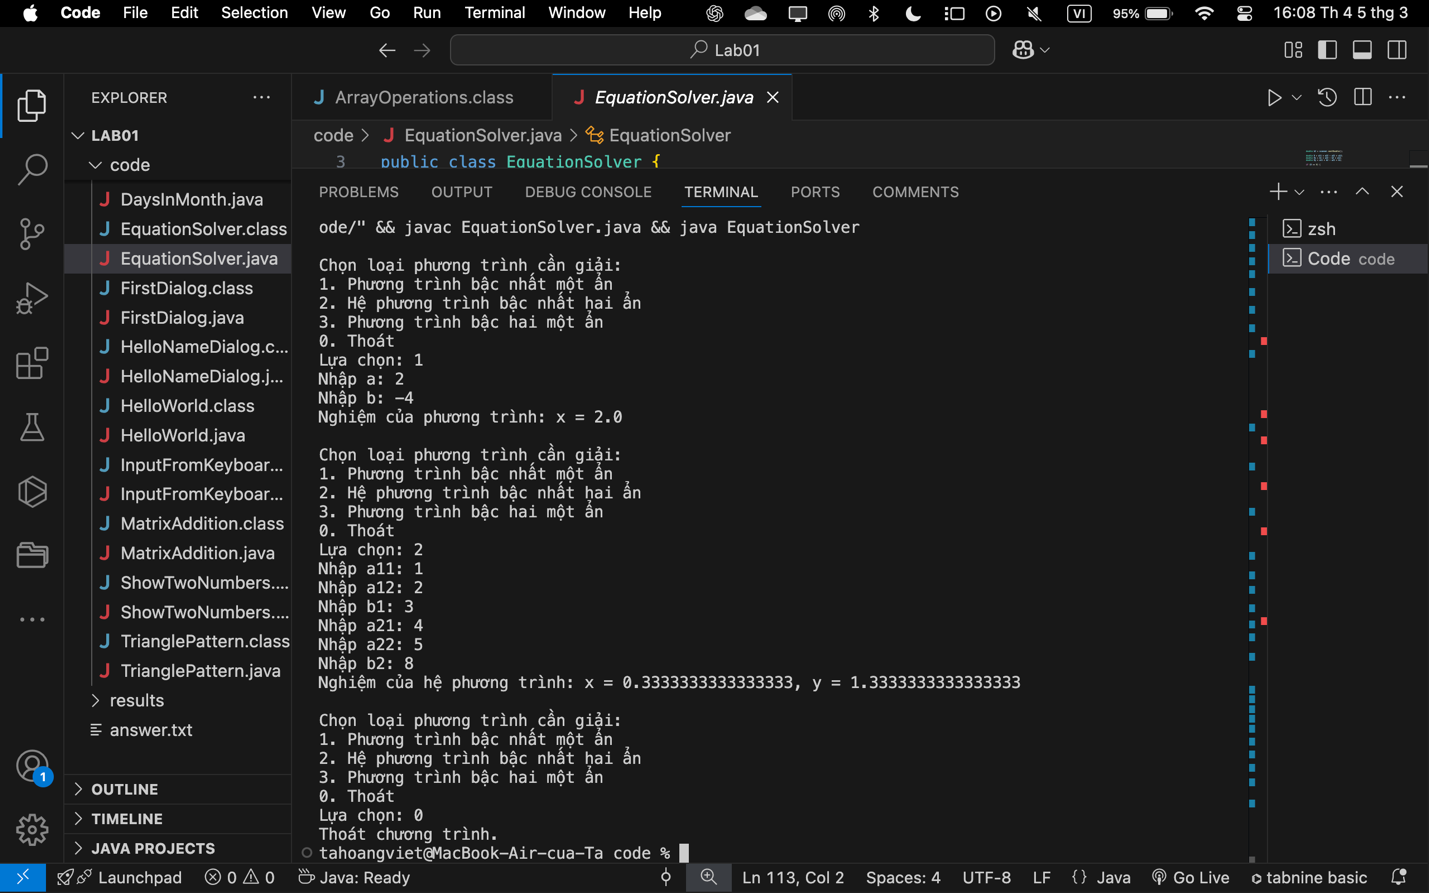 Code File Edit Selection View Go Run Terminal Window Help VI 95% 16:08 Th 4 5 thg 3
Lab01
EXPLORER
LAB01
code
DaysInMonth.java
EquationSolver.class
EquationSolver.java
FirstDialog.class
FirstDialog.java
HelloNameDialog.c...
HelloNameDialog.j...
HelloWorld.class
HelloWorld.java
InputFromKeyboar...
InputFromKeyboar...
MatrixAddition.class
MatrixAddition.java
ShowTwoNumbers....
ShowTwoNumbers....
TrianglePattern.class
TrianglePattern.java
results
answer.txt
OUTLINE
TIMELINE
JAVA PROJECTS
ArrayOperations.class EquationSolver.java
code > EquationSolver.java > EquationSolver
3 public class EquationSolver {
PROBLEMS OUTPUT DEBUG CONSOLE TERMINAL PORTS COMMENTS
ode/" && javac EquationSolver.java && java EquationSolver
Chọn loại phương trình cần giải:
1. Phương trình bậc nhất một ẩn
2. Hệ phương trình bậc nhất hai ẩn
3. Phương trình bậc hai một ẩn
0. Thoát
Lựa chọn: 1
Nhập a: 2
Nhập b: -4
Nghiệm của phương trình: x = 2.0
Chọn loại phương trình cần giải:
1. Phương trình bậc nhất một ẩn
2. Hệ phương trình bậc nhất hai ẩn
3. Phương trình bậc hai một ẩn
0. Thoát
Lựa chọn: 2
Nhập a11: 1
Nhập a12: 2
Nhập b1: 3
Nhập a21: 4
Nhập a22: 5
Nhập b2: 8
Nghiệm của hệ phương trình: x = 0.3333333333333333, y = 1.3333333333333333
Chọn loại phương trình cần giải:
1. Phương trình bậc nhất một ẩn
2. Hệ phương trình bậc nhất hai ẩn
3. Phương trình bậc hai một ẩn
0. Thoát
Lựa chọn: 0
Thoát chương trình.
tahoangviet@MacBook-Air-cua-Ta code %
zsh
Code code
1
Launchpad 0 0 Java: Ready Ln 113, Col 2 Spaces: 4 UTF-8 LF {} Java Go Live tabnine basic